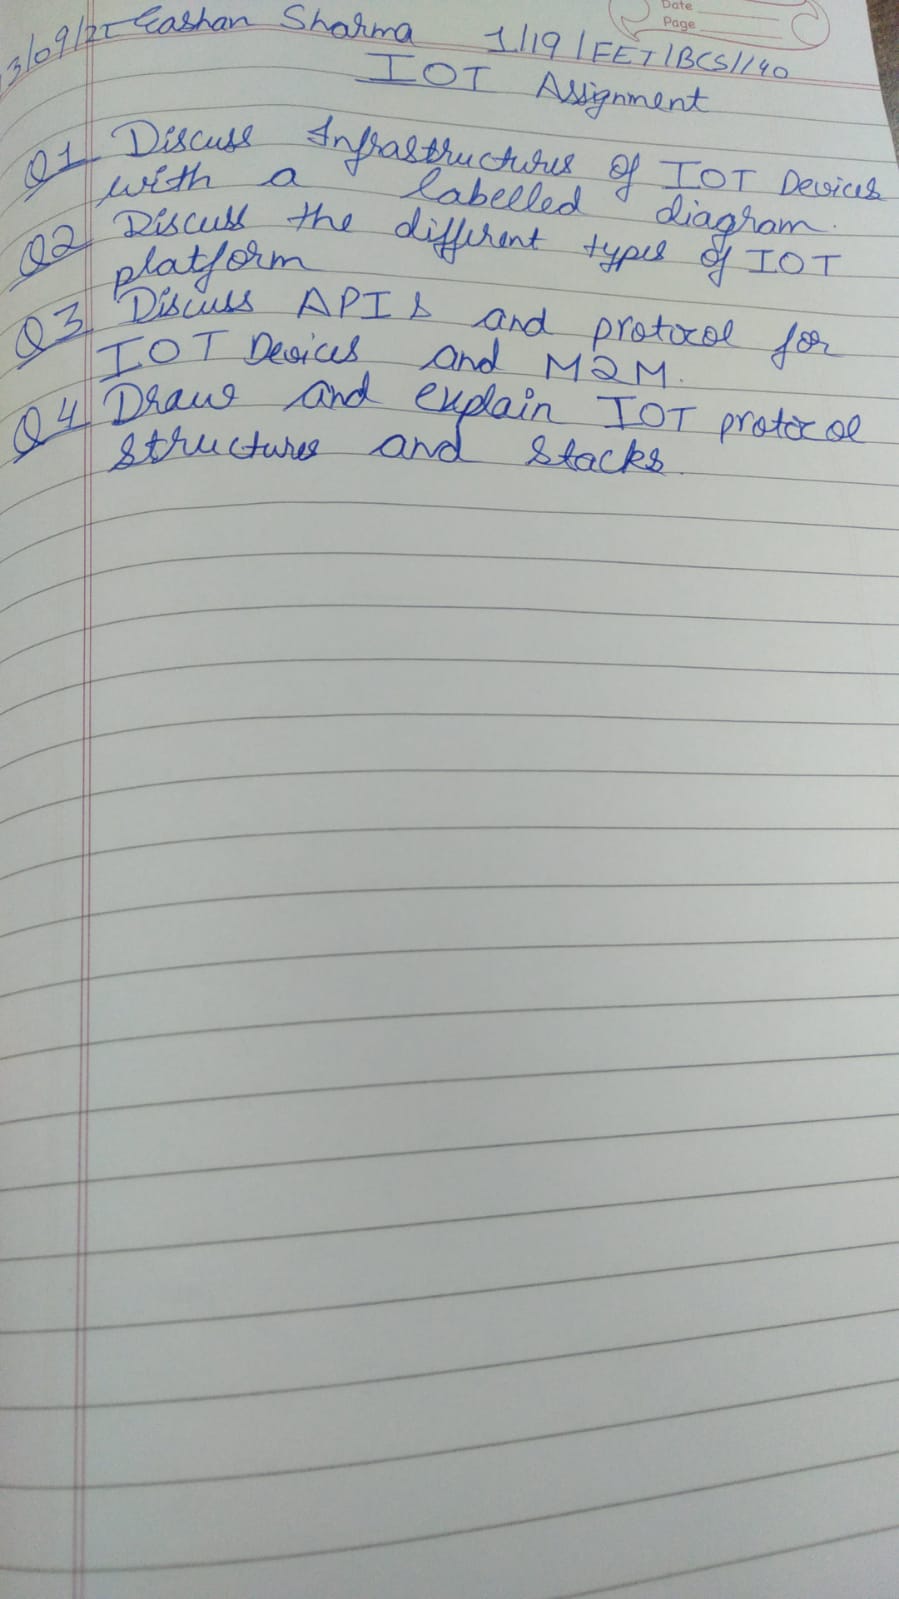 Date
Page
3/09/21 Eashan Sharma 1/19/FET/BCS/1/40
IOT Assignment
Q1 Discuss Infrastructures of IOT Devices
with a labelled diagram.
Q2 Discuss the different types of IOT
platform
Q3 Discuss APIs and protocol for
IOT Devices and M2M.
Q4 Draw and explain IOT protocol
structures and stacks.